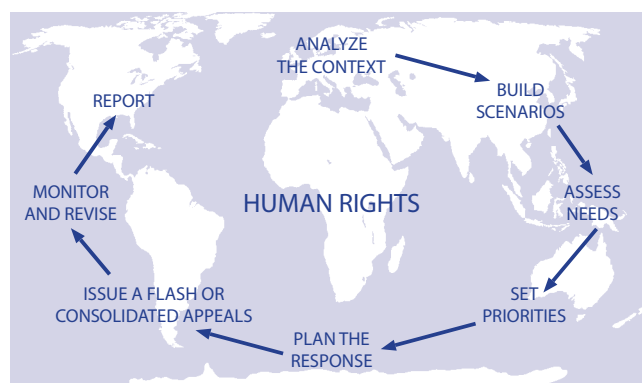 ANALYZE
THE CONTEXT
BUILD
SCENARIOS
ASSESS
NEEDS
SET
PRIORITIES
PLAN THE
RESPONSE
ISSUE A FLASH OR
CONSOLIDATED APPEALS
MONITOR
AND REVISE
REPORT
HUMAN RIGHTS